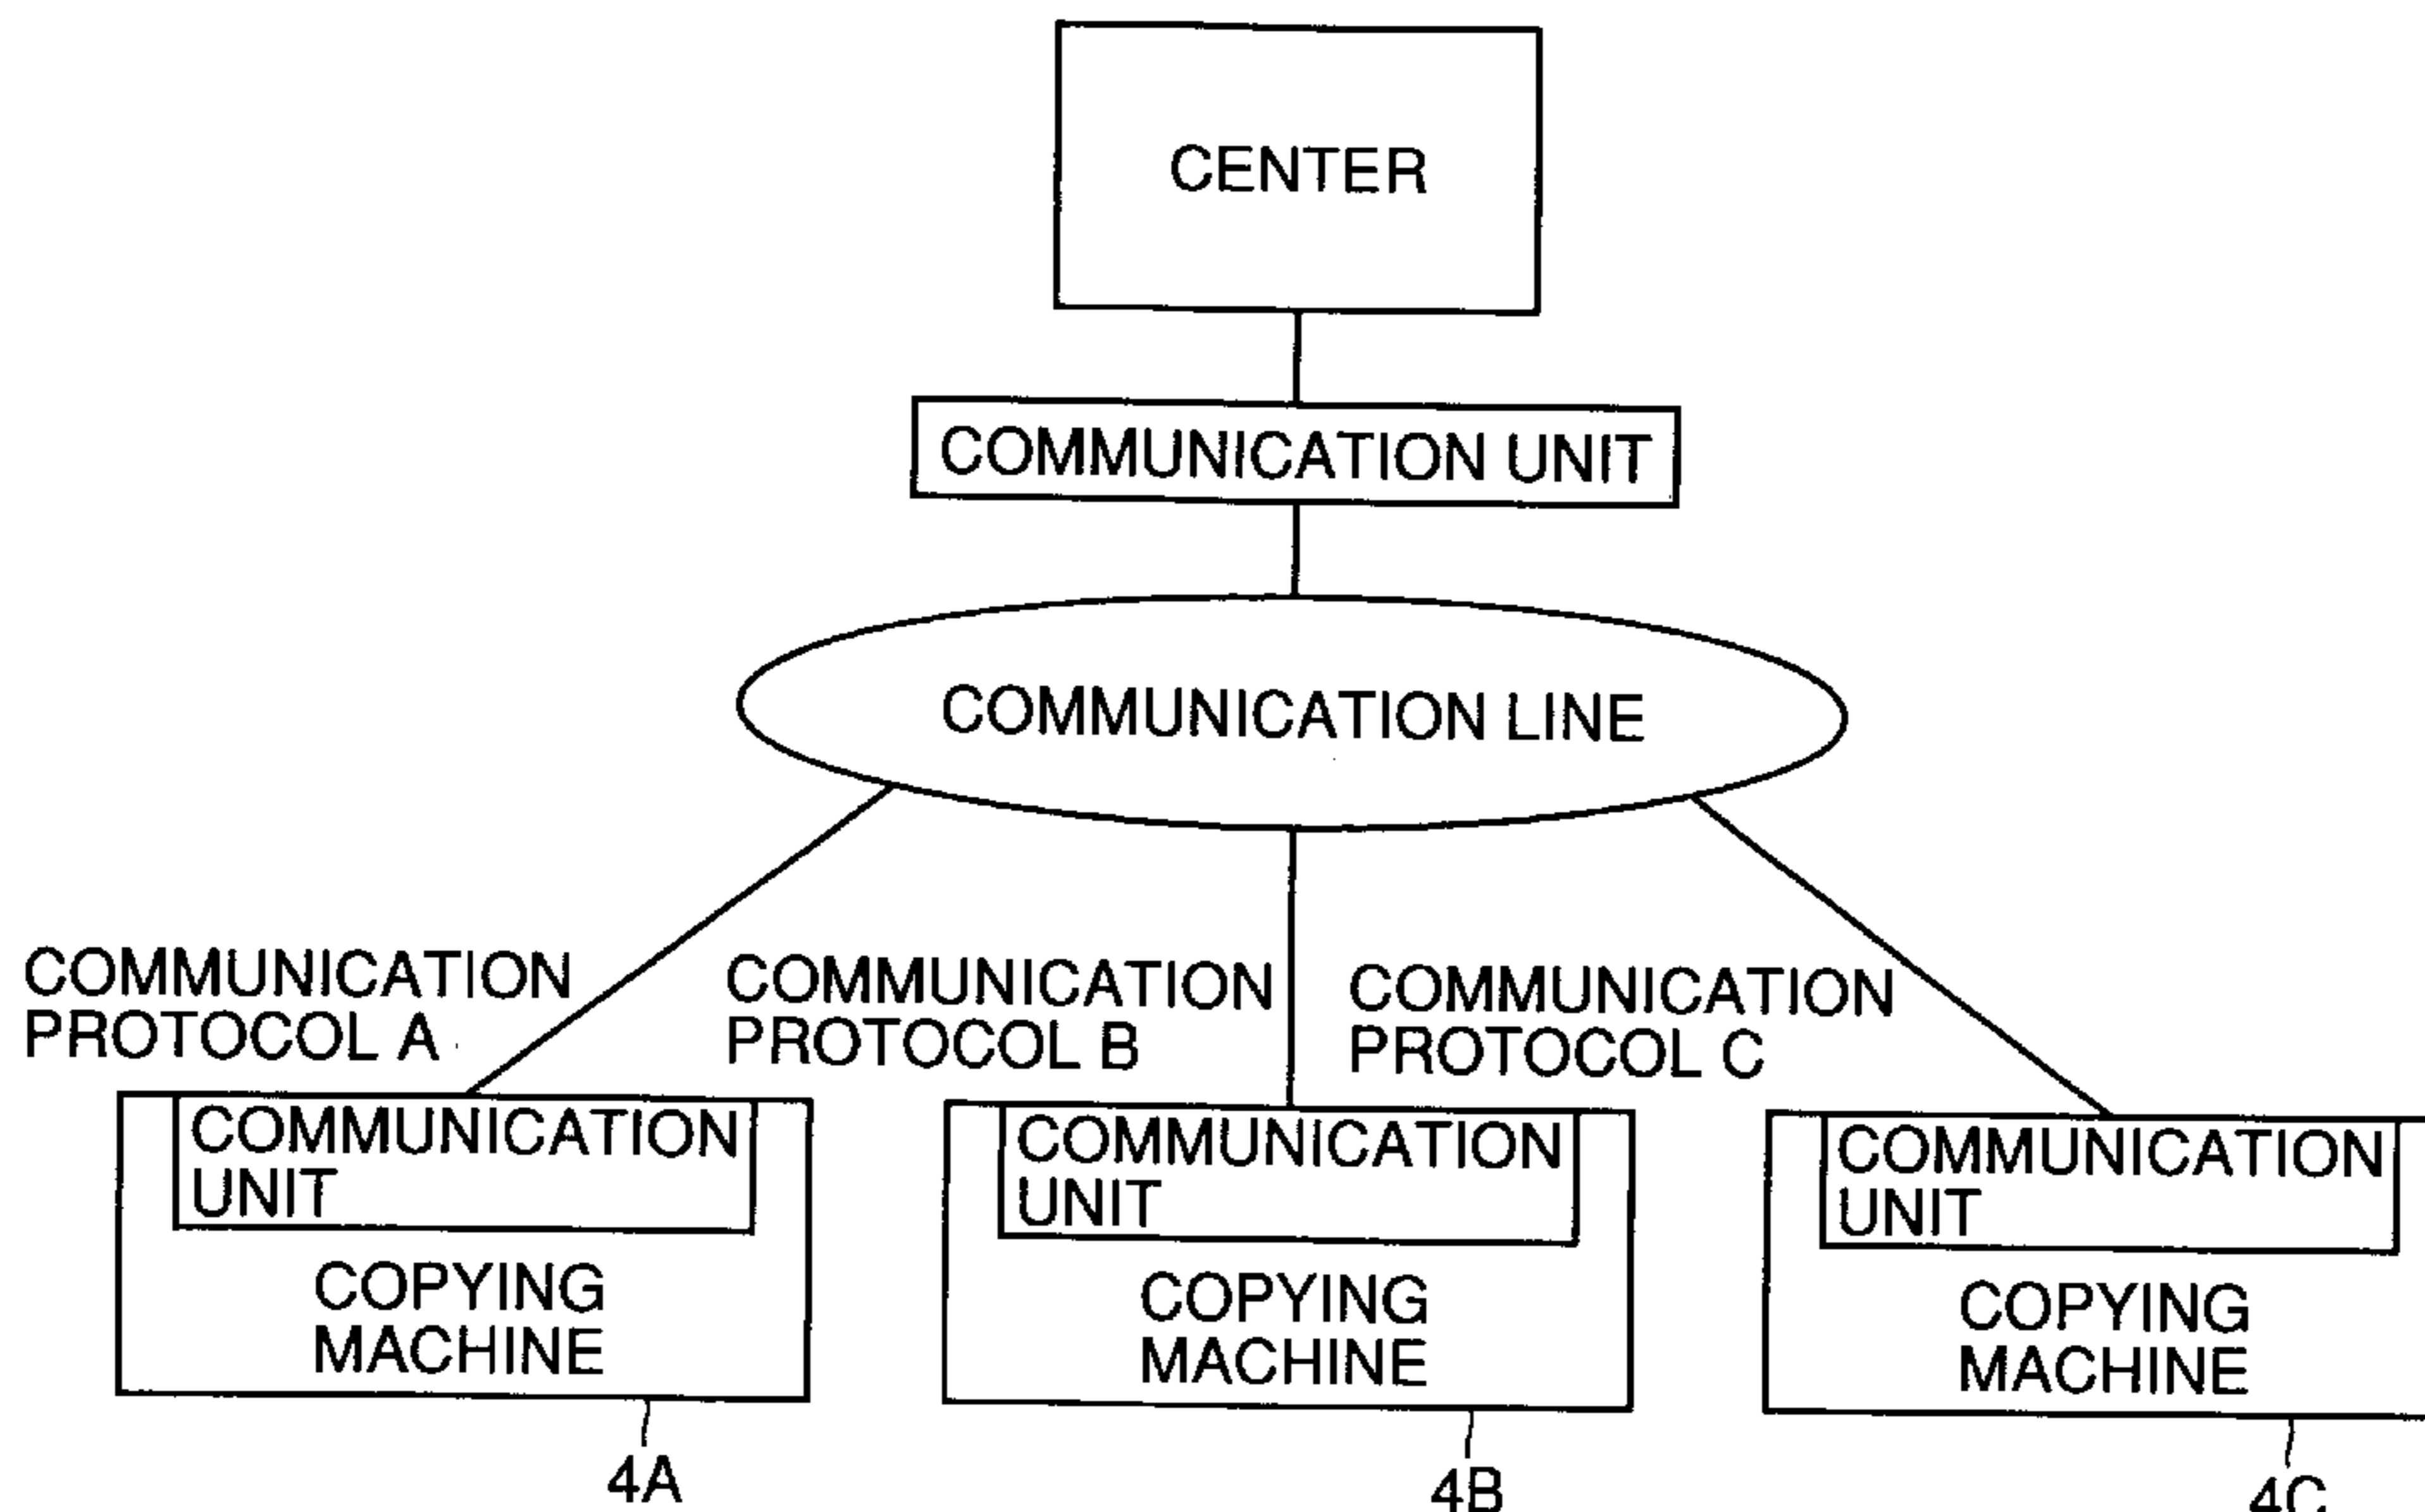 CENTER
COMMUNICATION UNIT
COMMUNICATION LINE
COMMUNICATION
PROTOCOL A
COMMUNICATION
PROTOCOL B
COMMUNICATION
PROTOCOL C
COMMUNICATION
UNIT
COPYING
MACHINE
4A
COMMUNICATION
UNIT
COPYING
MACHINE
4B
COMMUNICATION
UNIT
COPYING
MACHINE
4C